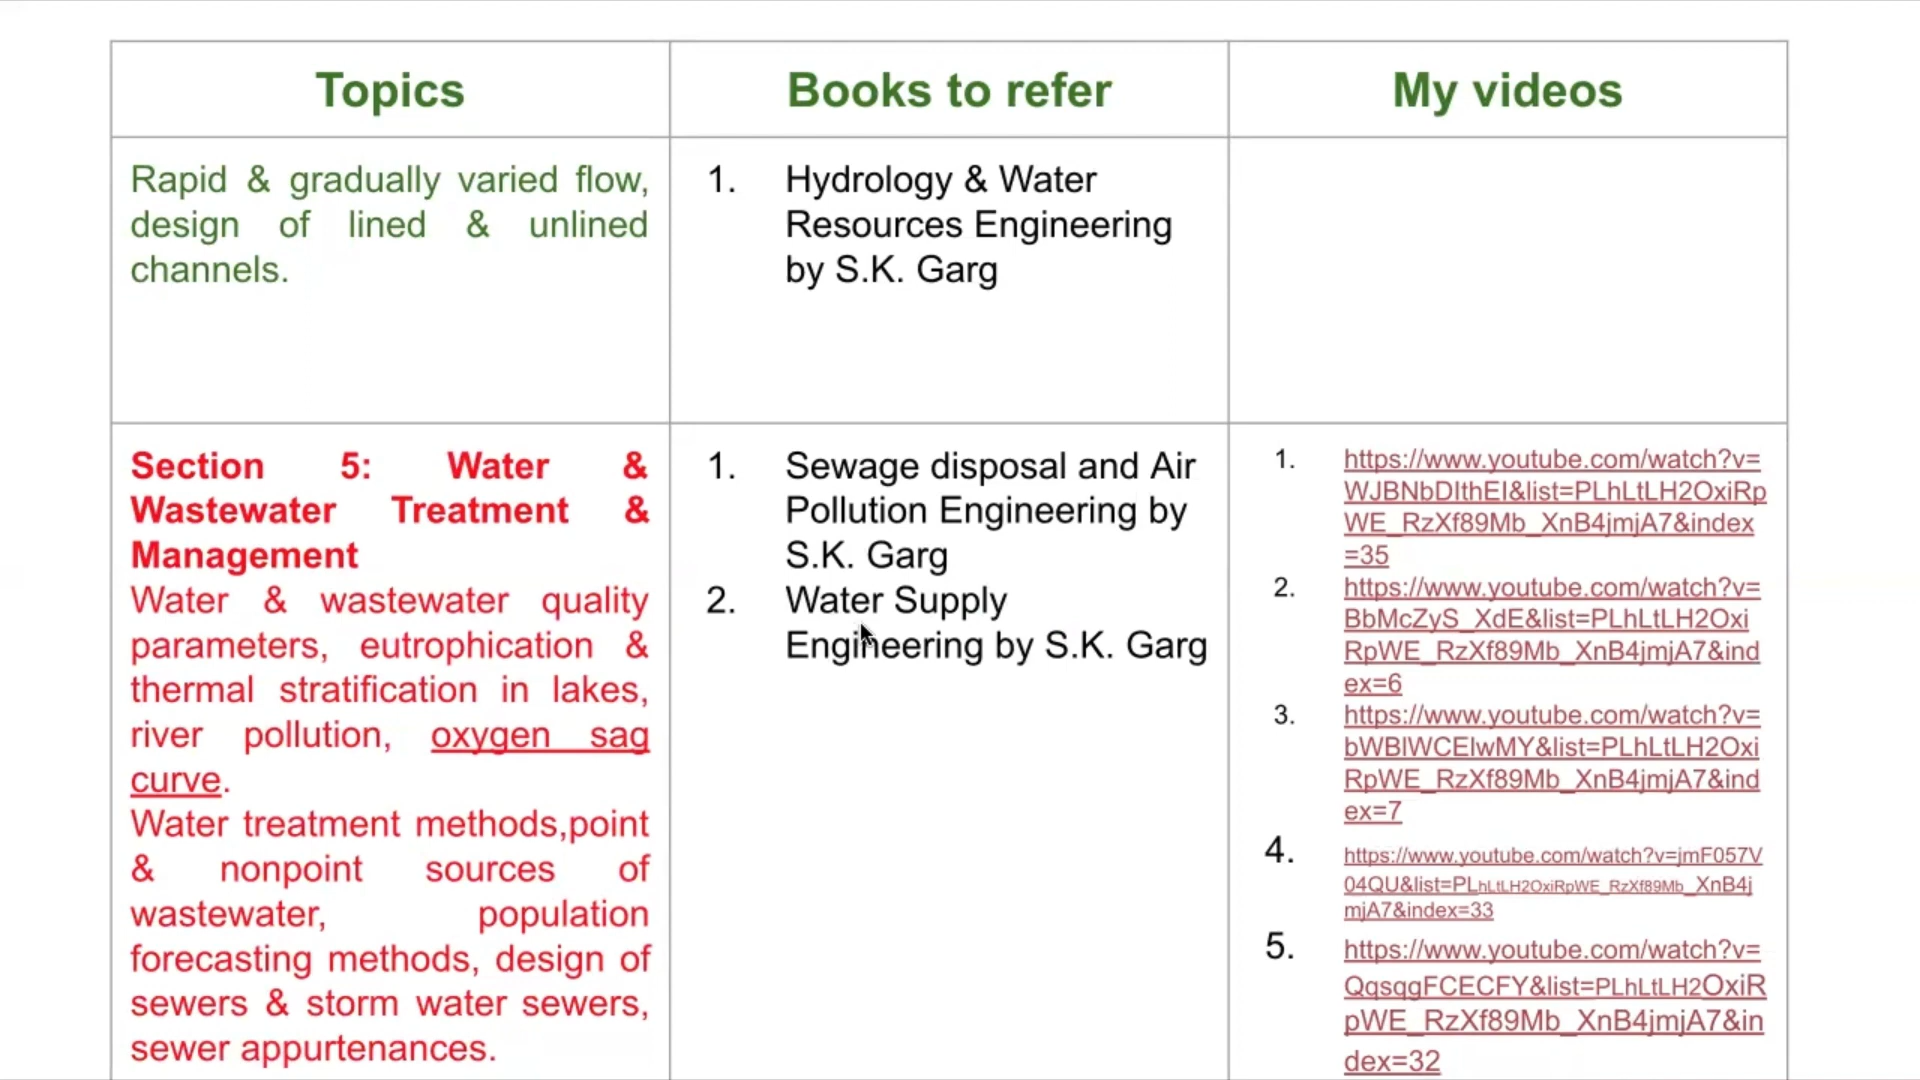 Topics
Books to refer
My videos
Rapid & gradually varied flow,
design of lined & unlined
channels.
1. Hydrology & Water
Resources Engineering
by S.K. Garg
Section 5: Water &
Wastewater Treatment &
Management
Water & wastewater quality
parameters, eutrophication &
thermal stratification in lakes,
river pollution, oxygen sag
curve.
Water treatment methods,point
& nonpoint sources of
wastewater, population
forecasting methods, design of
sewers & storm water sewers,
sewer appurtenances.
1. Sewage disposal and Air
Pollution Engineering by
S.K. Garg
2. Water Supply
Engineering by S.K. Garg
1. https://www.youtube.com/watch?v=
WJBNbDIthEI&list=PLhLtLH2OxiRp
WE_RzXf89Mb_XnB4jmjA7&index
=35
2. https://www.youtube.com/watch?v=
BbMcZyS_XdE&list=PLhLtLH2Oxi
RpWE_RzXf89Mb_XnB4jmjA7&ind
ex=6
3. https://www.youtube.com/watch?v=
bWBlWCElwMY&list=PLhLtLH2Oxi
RpWE_RzXf89Mb_XnB4jmjA7&ind
ex=7
4. https://www.youtube.com/watch?v=jmF057V
04QU&list=PLhLtLH2OxiRpWE_RzXf89Mb_XnB4j
mjA7&index=33
5. https://www.youtube.com/watch?v=
QqsqgFCECFY&list=PLhLtLH2OxiR
pWE_RzXf89Mb_XnB4jmjA7&in
dex=32